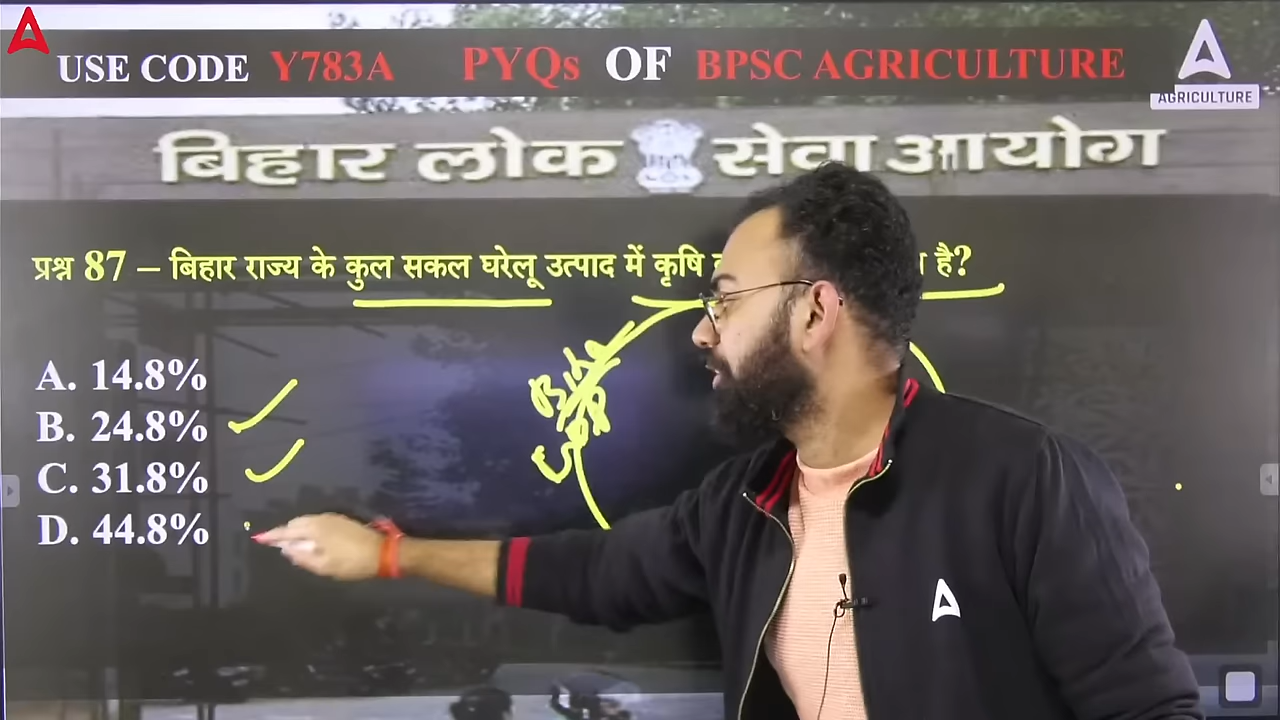 USE CODE Y783A PYQs OF BPSC AGRICULTURE
AGRICULTURE
बिहार लोक सेवा आयोग
प्रश्न 87 – बिहार राज्य के कुल सकल घरेलू उत्पाद में कृषि है?
A. 14.8%
B. 24.8%
C. 31.8%
D. 44.8%